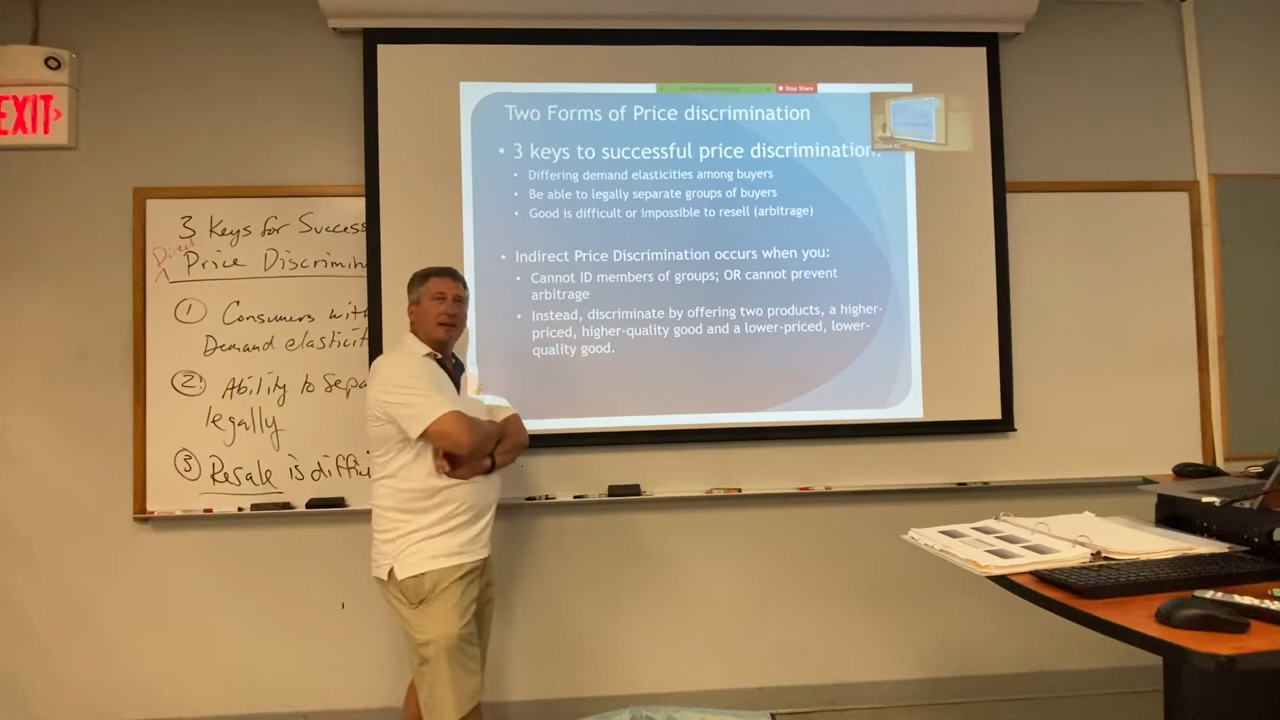 EXIT
Stop Share
Two Forms of Price discrimination
• 3 keys to successful price discrimination:
• Differing demand elasticities among buyers
• Be able to legally separate groups of buyers
• Good is difficult or impossible to resell (arbitrage)
• Indirect Price Discrimination occurs when you:
• Cannot ID members of groups; OR cannot prevent
arbitrage
• Instead, discriminate by offering two products, a higher-
priced, higher-quality good and a lower-priced, lower-
quality good.
3 Keys for Success
Direct
Price Discrimin
① Consumers with
Demand elasticit
② Ability to Sepa
legally
③ Resale is diffic